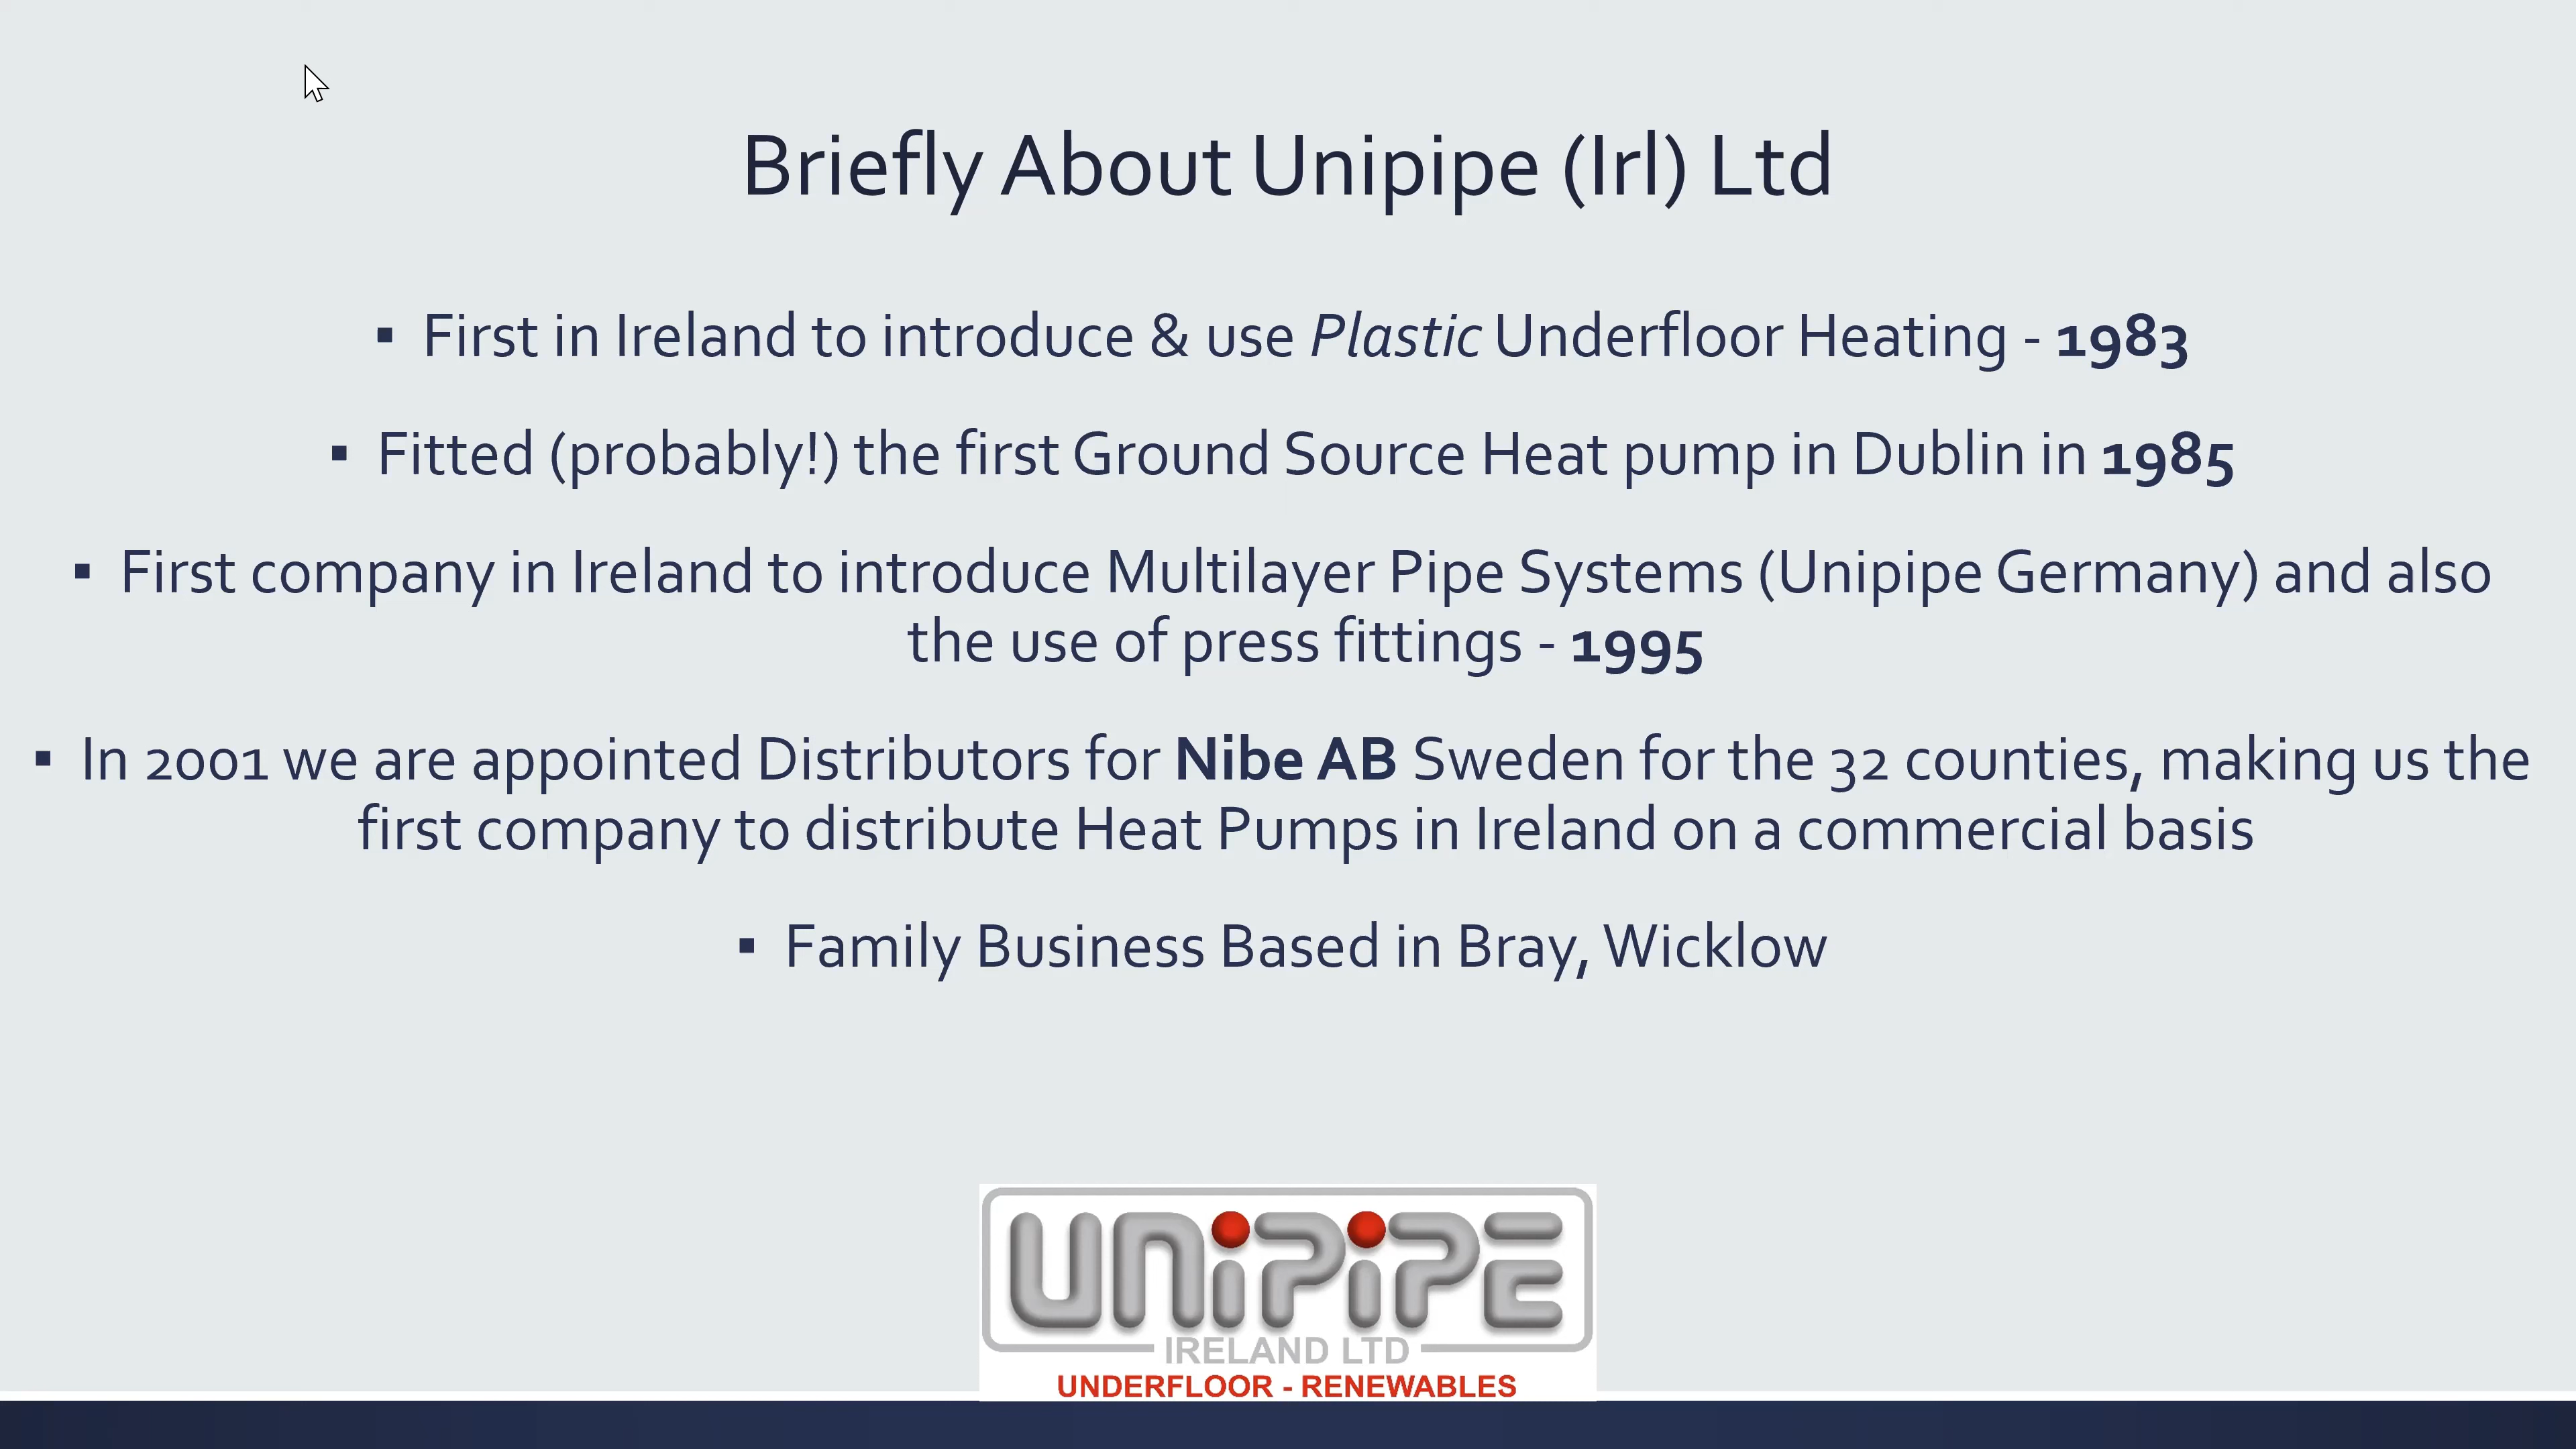 Briefly About Unipipe (Irl) Ltd
▪ First in Ireland to introduce & use Plastic Underfloor Heating - 1983
▪ Fitted (probably!) the first Ground Source Heat pump in Dublin in 1985
▪ First company in Ireland to introduce Multilayer Pipe Systems (Unipipe Germany) and also
the use of press fittings - 1995
▪ In 2001 we are appointed Distributors for Nibe AB Sweden for the 32 counties, making us the
first company to distribute Heat Pumps in Ireland on a commercial basis
▪ Family Business Based in Bray, Wicklow
UNiPiPE
IRELAND LTD
UNDERFLOOR - RENEWABLES